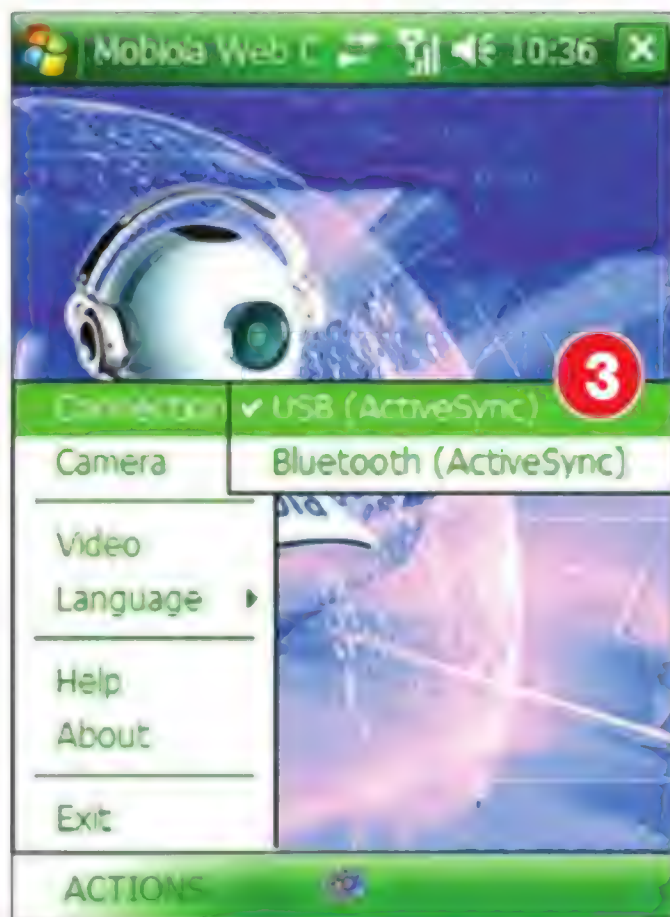 Mobiola Web C 10:36
3
Connection ✓ USB (ActiveSync)
Camera Bluetooth (ActiveSync)
Video
Language
Help
About
Exit
ACTIONS